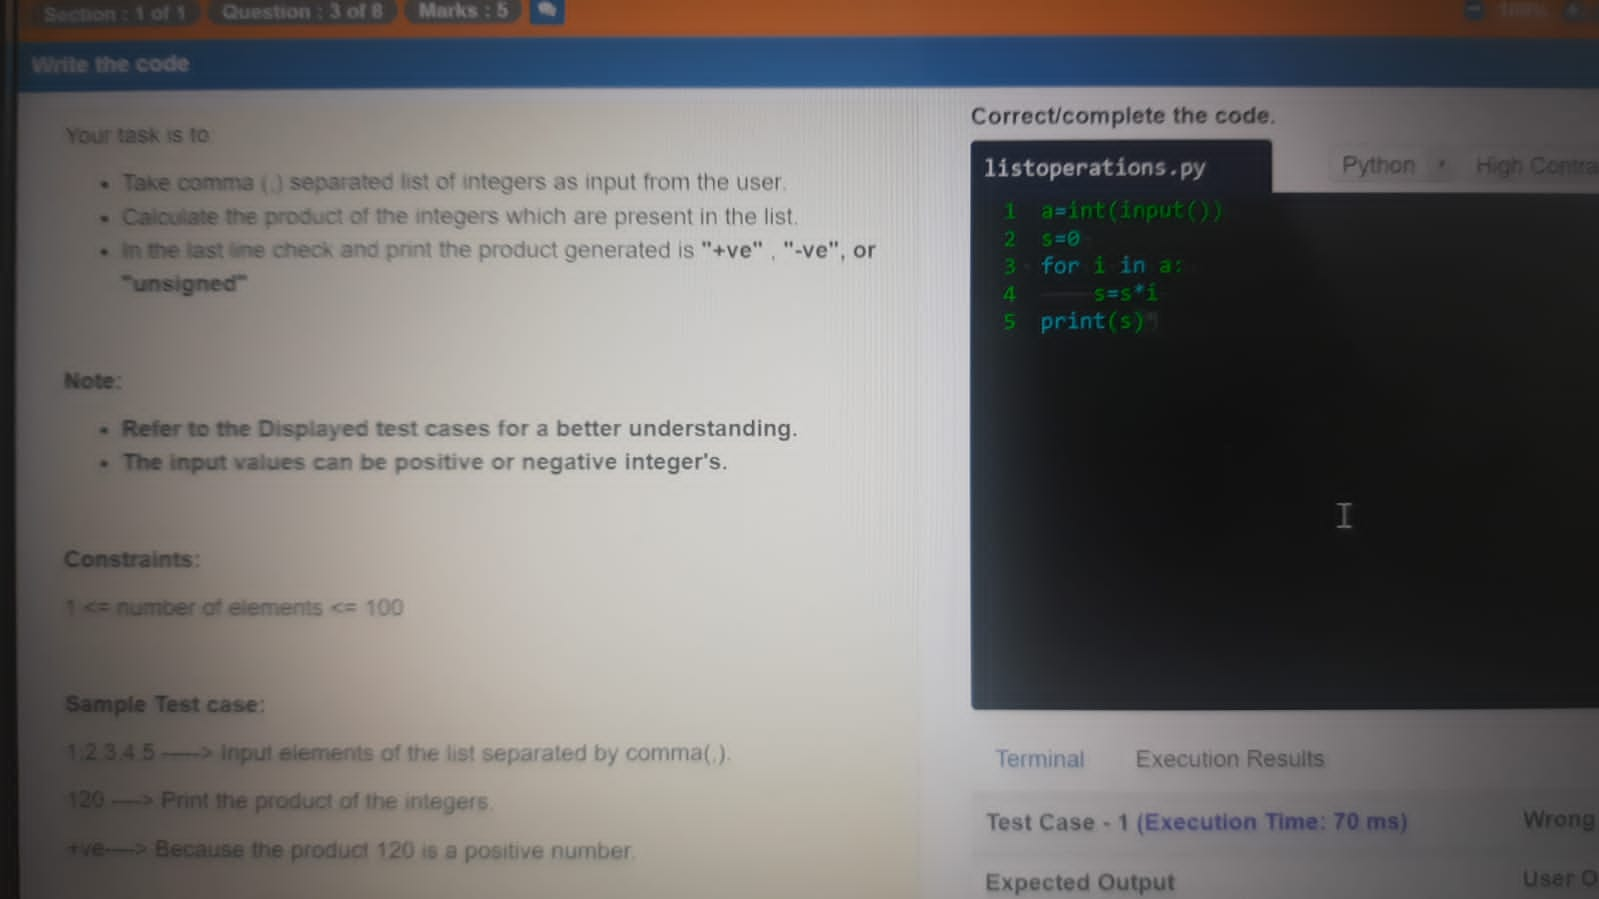 Section : 1 of 1 Question : 3 of 8 Marks : 5 100%
Write the code
Your task is to
• Take comma (,) separated list of integers as input from the user.
• Calculate the product of the integers which are present in the list.
• In the last line check and print the product generated is "+ve" , "-ve", or
"unsigned"
Note:
• Refer to the Displayed test cases for a better understanding.
• The input values can be positive or negative integer's.
Constraints:
1 <= number of elements <= 100
Sample Test case:
1,2,3,4,5 ----> Input elements of the list separated by comma(,).
120 ----> Print the product of the integers.
+ve----> Because the product 120 is a positive number.
Correct/complete the code.
listoperations.py Python High Contra
1 a=int(input())
2 s=0
3 for i in a:
4 s=s*i
5 print(s)
Terminal Execution Results
Test Case - 1 (Execution Time: 70 ms) Wrong
Expected Output User O